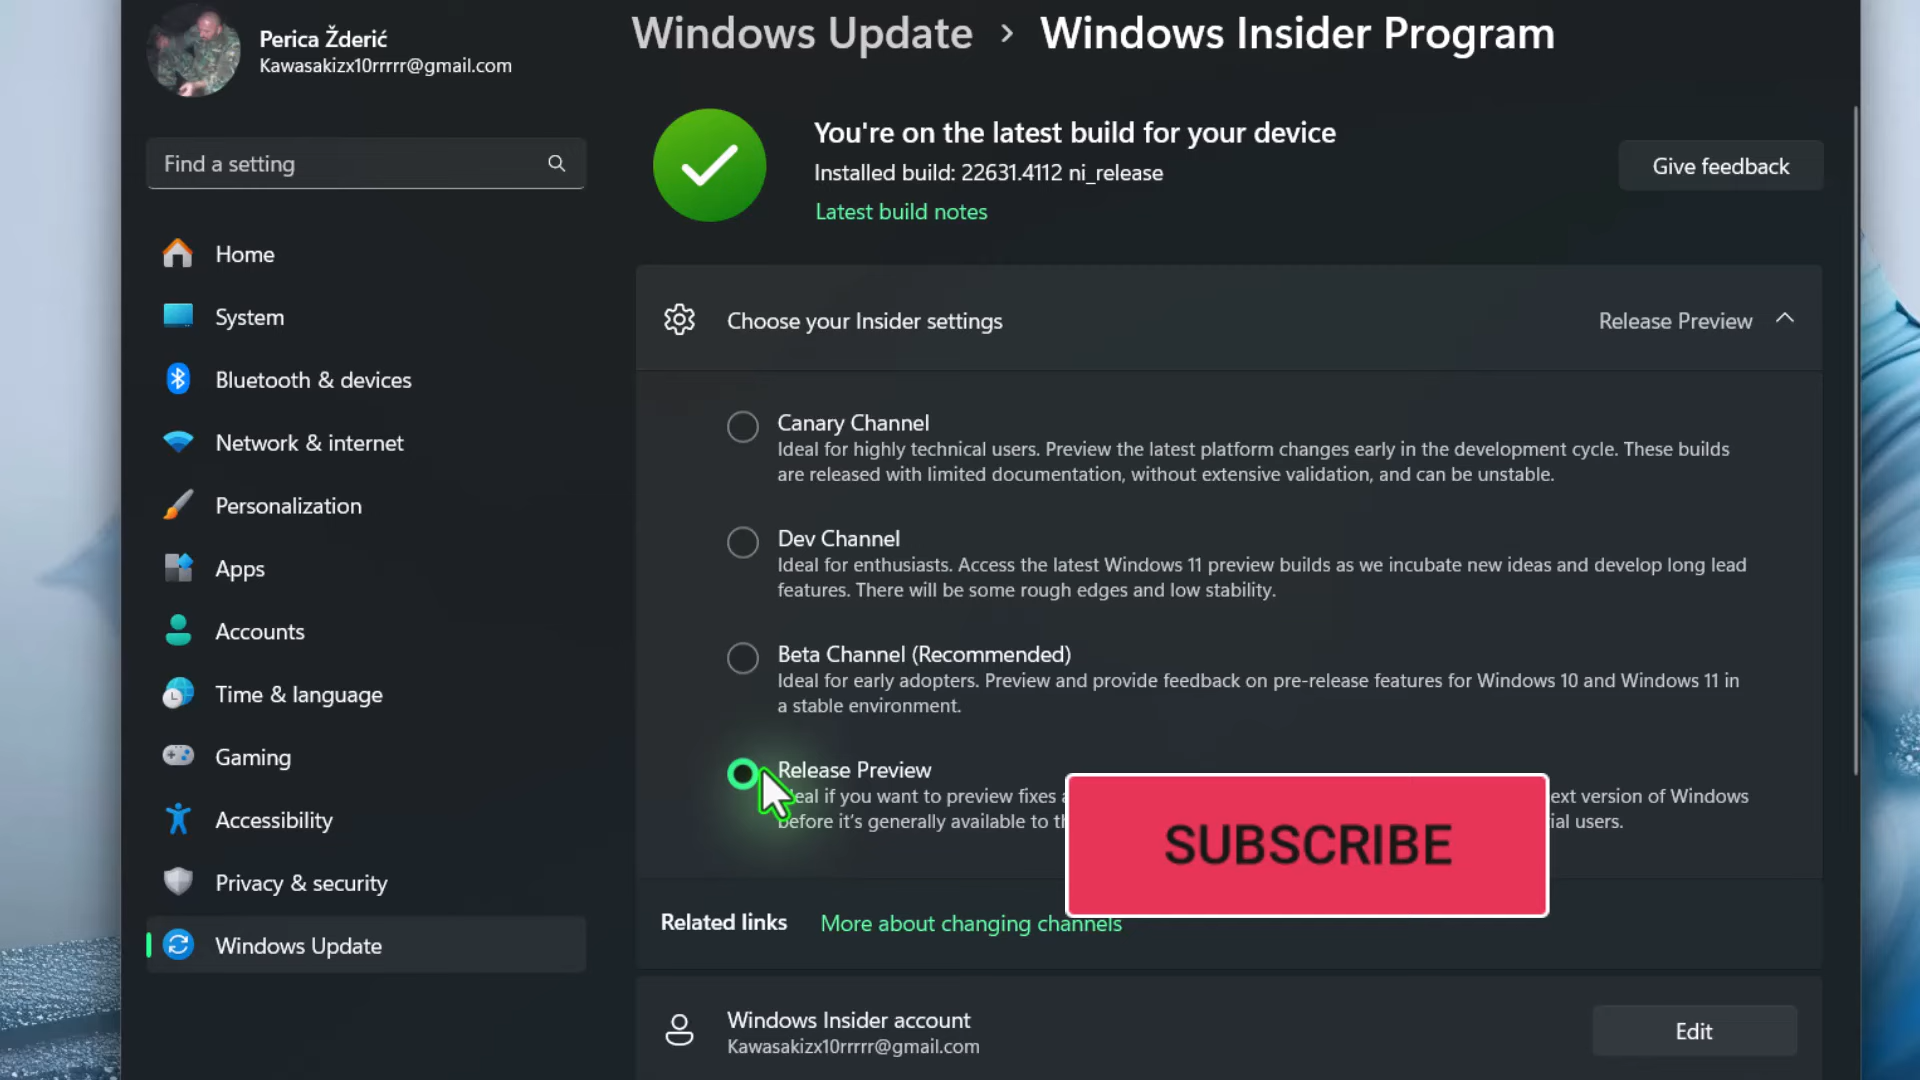 Perica Žderić
Kawasakizx10rrrrr@gmail.com
Find a setting
Home
System
Bluetooth & devices
Network & internet
Personalization
Apps
Accounts
Time & language
Gaming
Accessibility
Privacy & security
Windows Update
Windows Update › Windows Insider Program
You're on the latest build for your device
Installed build: 22631.4112 ni_release
Latest build notes
Give feedback
Choose your Insider settings
Release Preview
Canary Channel
Ideal for highly technical users. Preview the latest platform changes early in the development cycle. These builds
are released with limited documentation, without extensive validation, and can be unstable.
Dev Channel
Ideal for enthusiasts. Access the latest Windows 11 preview builds as we incubate new ideas and develop long lead
features. There will be some rough edges and low stability.
Beta Channel (Recommended)
Ideal for early adopters. Preview and provide feedback on pre-release features for Windows 10 and Windows 11 in
a stable environment.
Release Preview
if you want to preview fixes version of Windows
before it's generally available to users.
SUBSCRIBE
Related links
More about changing channels
Windows Insider account
Kawasakizx10rrrrr@gmail.com
Edit